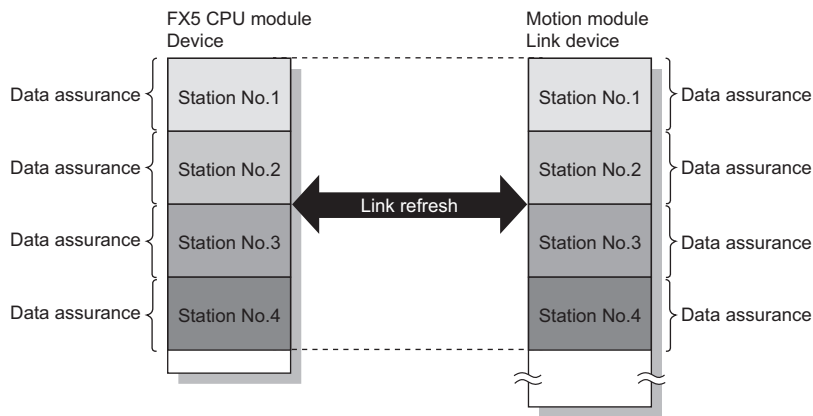 FX5 CPU module
Device
Motion module
Link device
Data assurance
Station No.1
Station No.1
Data assurance
Data assurance
Station No.2
Station No.2
Data assurance
Link refresh
Data assurance
Station No.3
Station No.3
Data assurance
Data assurance
Station No.4
Station No.4
Data assurance